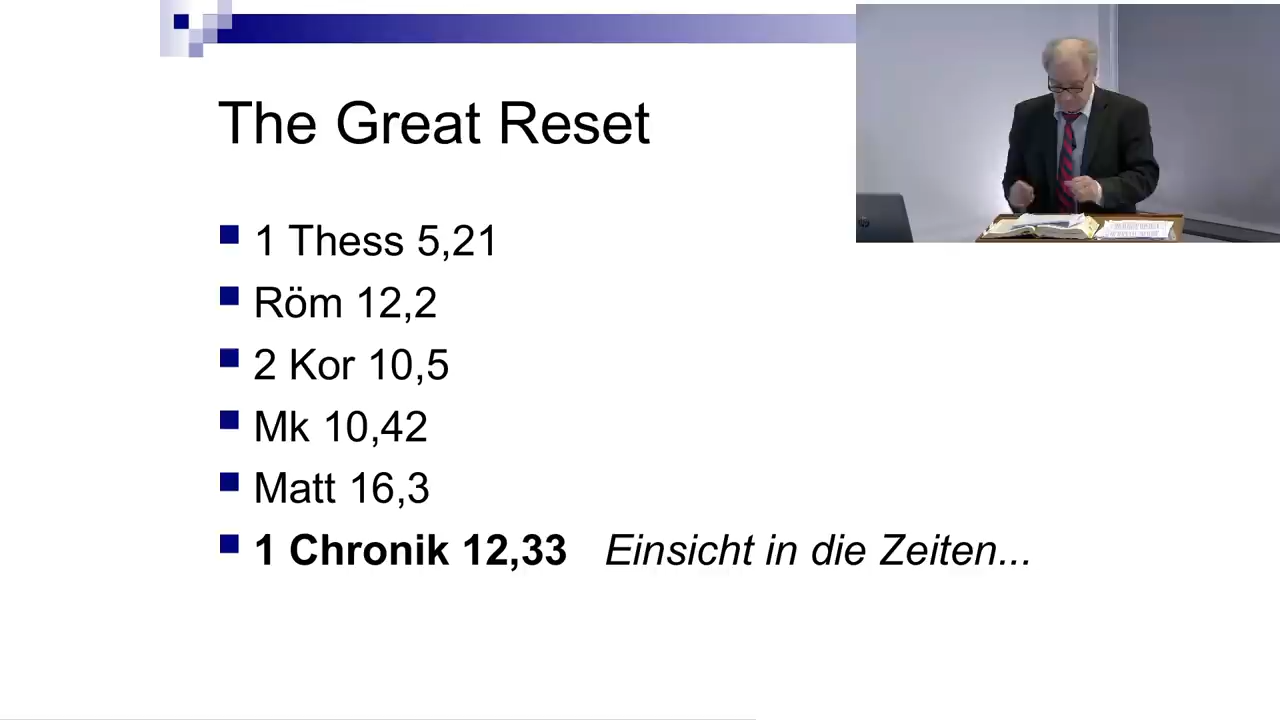 The Great Reset
1 Thess 5,21
Röm 12,2
2 Kor 10,5
Mk 10,42
Matt 16,3
1 Chronik 12,33 Einsicht in die Zeiten...